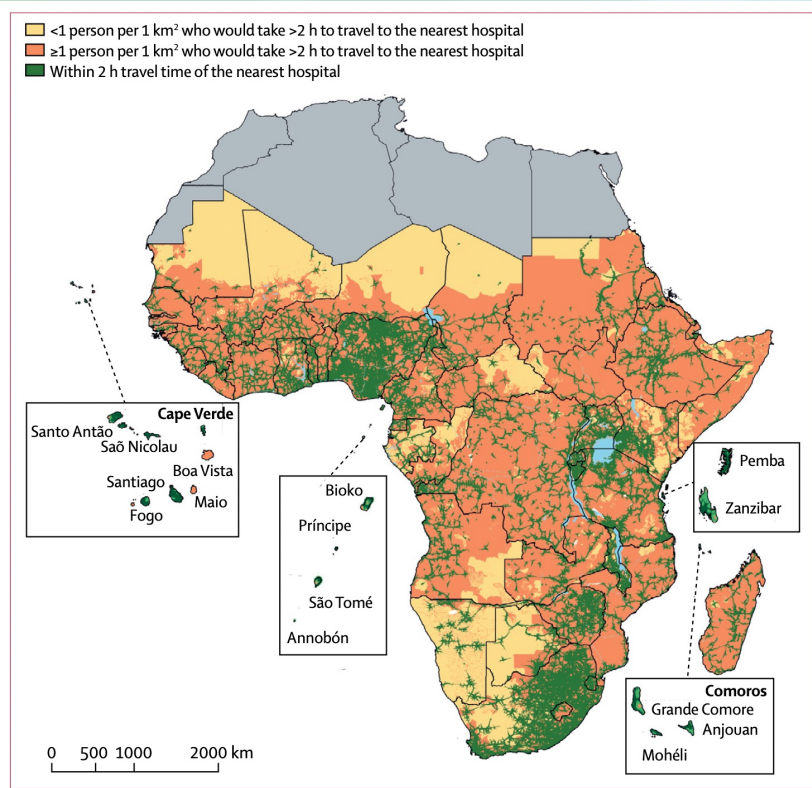 <1 person per 1 km² who would take >2 h to travel to the nearest hospital
≥1 person per 1 km² who would take >2 h to travel to the nearest hospital
Within 2 h travel time of the nearest hospital
Cape Verde
Santo Antão
Saõ Nicolau
Boa Vista
Santiago
Maio
Fogo
Bioko
Príncipe
São Tomé
Annobón
Pemba
Zanzibar
Comoros
Grande Comore
Anjouan
Mohéli
0 500 1000 2000 km